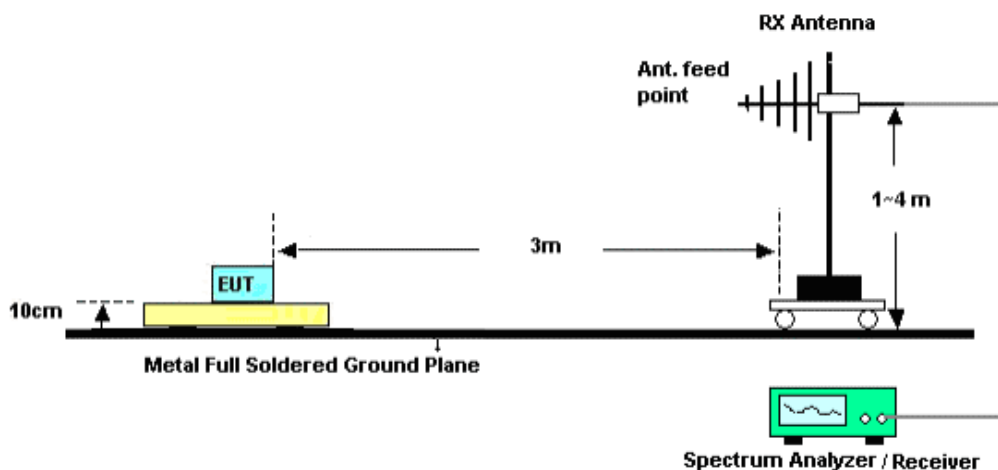 RX Antenna
Ant. feed
point
1~4 m
3m
EUT
10cm
Metal Full Soldered Ground Plane
Spectrum Analyzer / Receiver